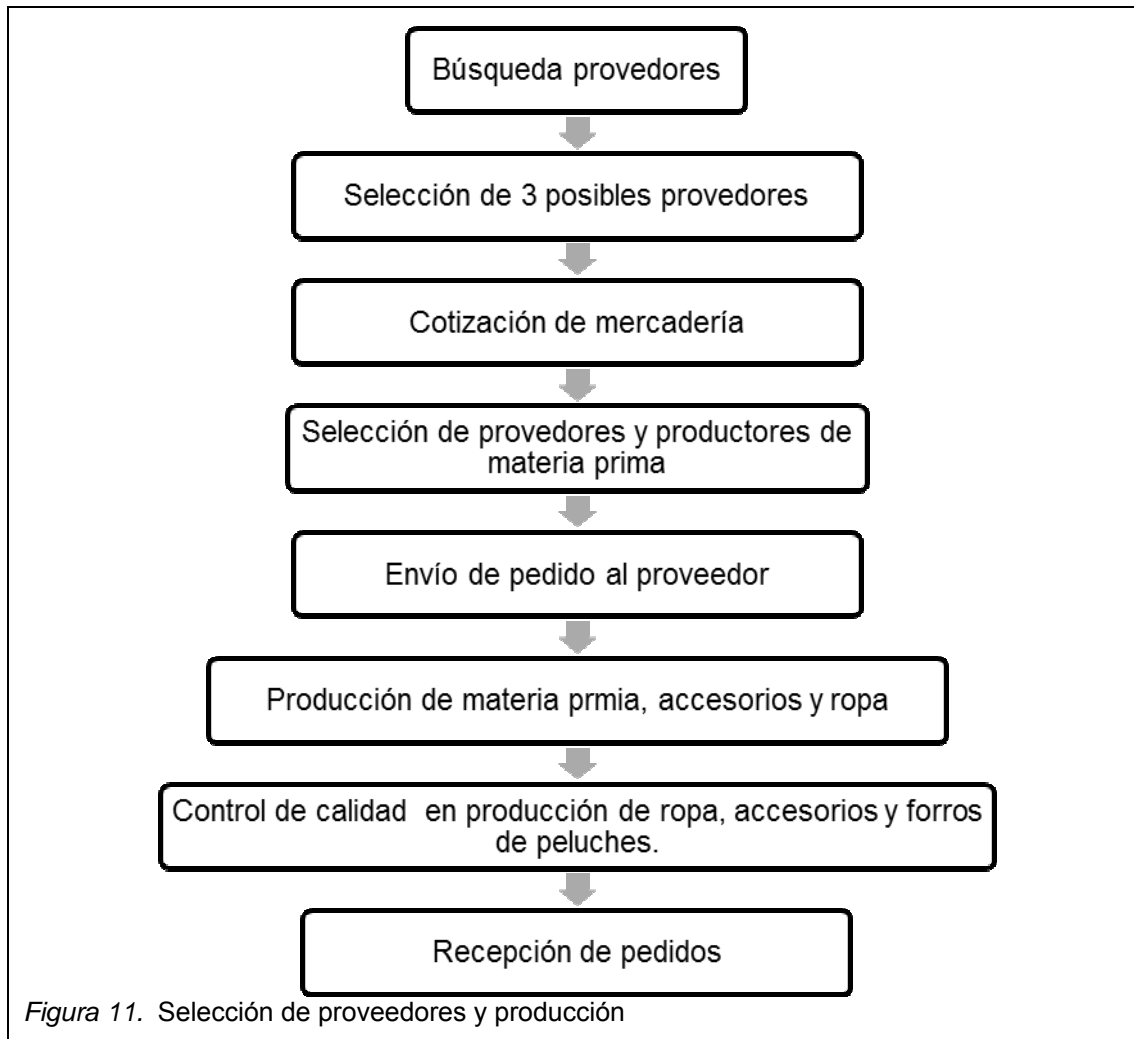 Búsqueda provedores
Selección de 3 posibles provedores
Cotización de mercadería
Selección de provedores y productores de
materia prima
Envío de pedido al proveedor
Producción de materia prmia, accesorios y ropa
Control de calidad  en producción de ropa, accesorios y forros
de peluches.
Recepción de pedidos
Figura 11. Selección de proveedores y producción